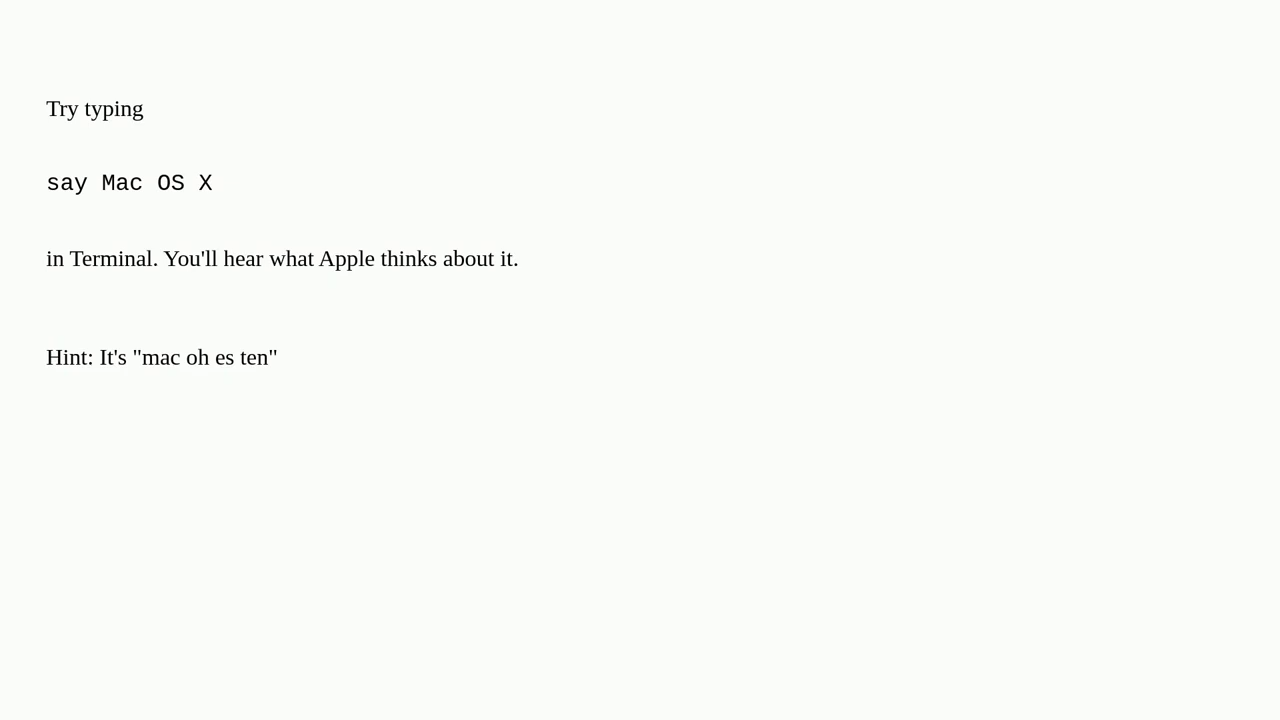 Try typing
say Mac OS X
in Terminal. You'll hear what Apple thinks about it.
Hint: It's "mac oh es ten"